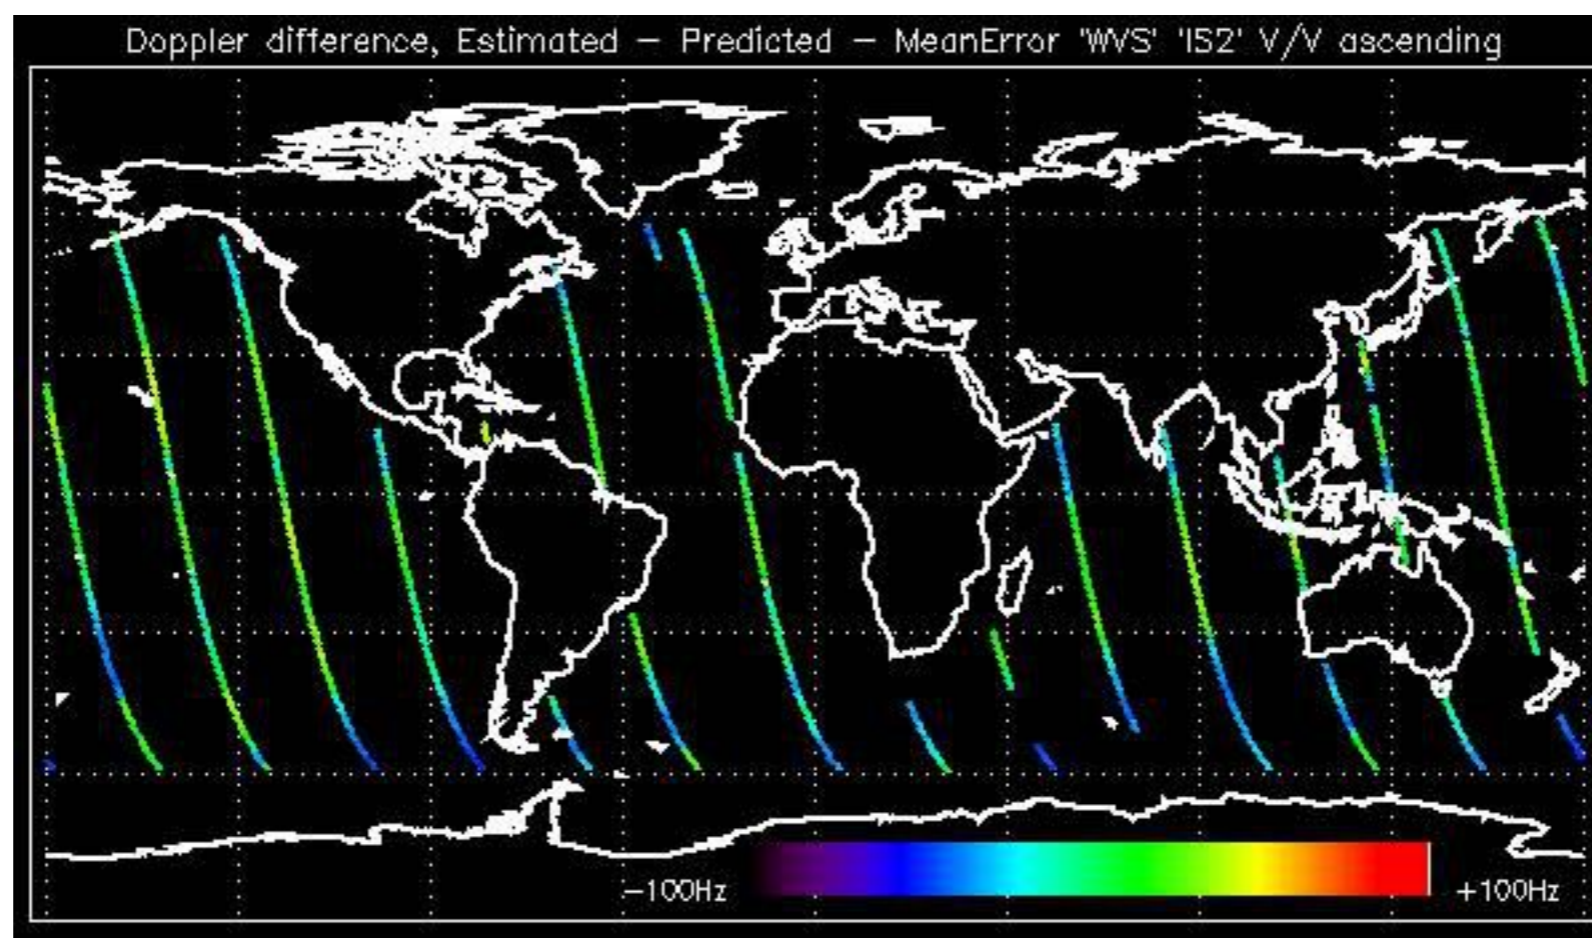 Doppler difference, Estimated - Predicted - MeanError 'WVS' 'IS2' V/V ascending
-100Hz +100Hz